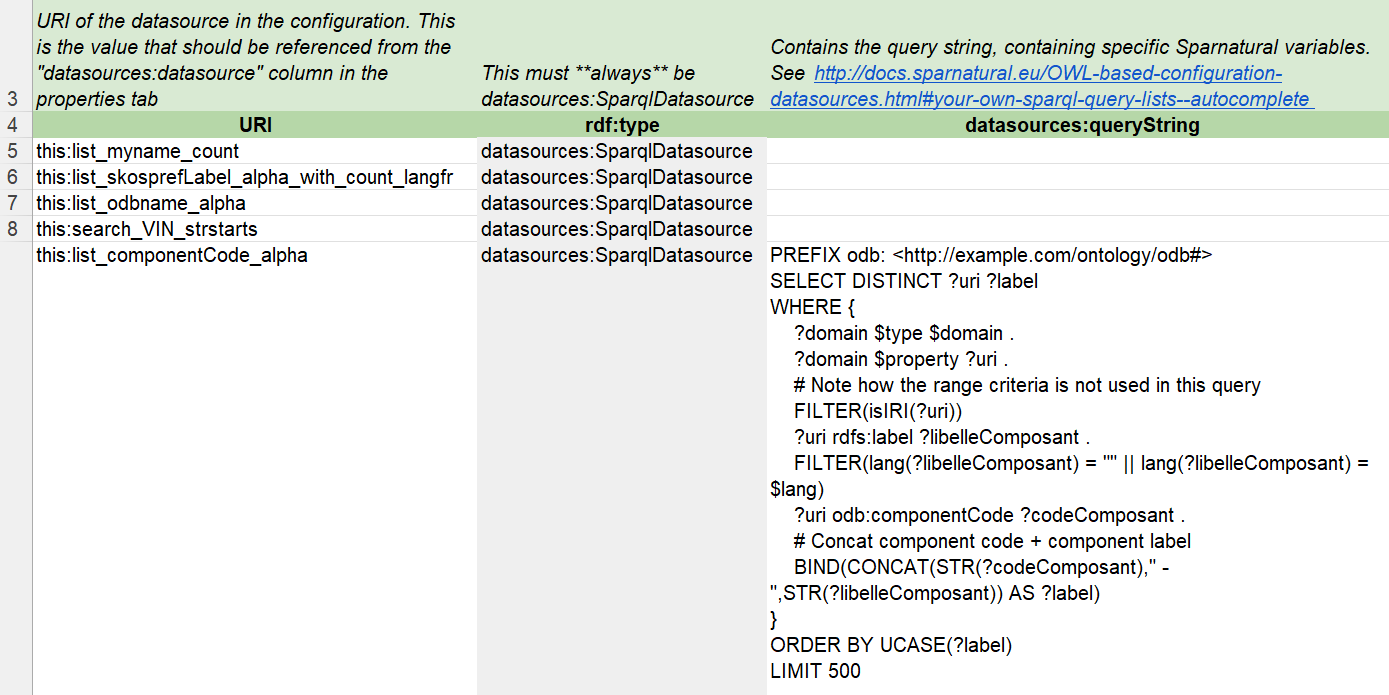 URI of the datasource in the configuration. This
is the value that should be referenced from the
"datasources:datasource" column in the
properties tab
This must **always** be
datasources:SparqlDatasource
Contains the query string, containing specific Sparnatural variables.
See http://docs.sparnatural.eu/OWL-based-configuration-
datasources.html#your-own-sparql-query-lists--autocomplete
3
4 URI rdf:type datasources:queryString
5 this:list_myname_count datasources:SparqlDatasource
6 this:list_skosprefLabel_alpha_with_count_langfr datasources:SparqlDatasource
7 this:list_odbname_alpha datasources:SparqlDatasource
8 this:search_VIN_strstarts datasources:SparqlDatasource
this:list_componentCode_alpha datasources:SparqlDatasource PREFIX odb: <http://example.com/ontology/odb#>
SELECT DISTINCT ?uri ?label
WHERE {
?domain $type $domain .
?domain $property ?uri .
# Note how the range criteria is not used in this query
FILTER(isIRI(?uri))
?uri rdfs:label ?libelleComposant .
FILTER(lang(?libelleComposant) = "" || lang(?libelleComposant) =
$lang)
?uri odb:componentCode ?codeComposant .
# Concat component code + component label
BIND(CONCAT(STR(?codeComposant)," -
",STR(?libelleComposant)) AS ?label)
}
ORDER BY UCASE(?label)
LIMIT 500